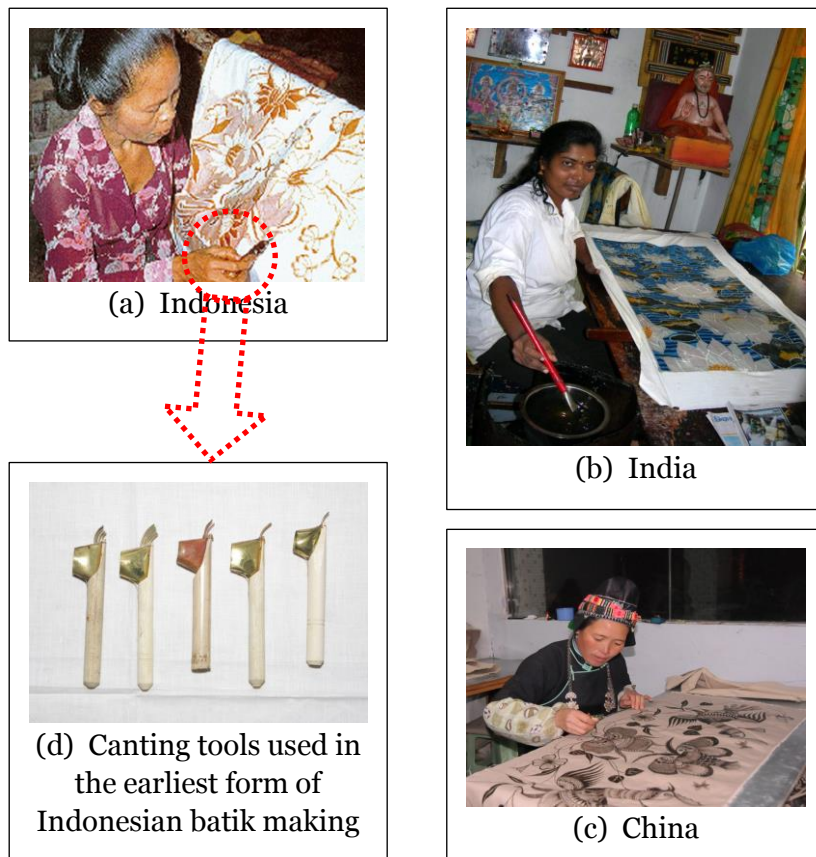 (a) Indonesia
(b) India
(d) Canting tools used in
the earliest form of
Indonesian batik making
(c) China